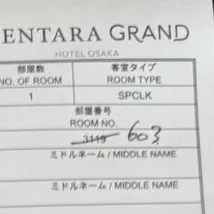 ENTARA GRAND
HOTEL OSAKA
部屋数 客室タイプ
NO. OF ROOM ROOM TYPE
1 SPCLK
部屋番号
ROOM NO.
3119 603
ミドルネーム / MIDDLE NAME
ミドルネーム / MIDDLE NAME